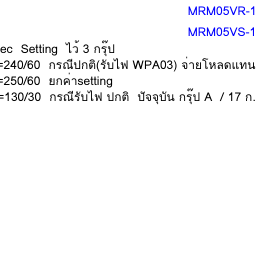 MRM05VR-1
MRM05VS-1
ec Setting ไว้ 3 กรุ๊ป
=240/60 กรณีปกติ(รับไฟ WPA03) จ่ายโหลดแทน
=250/60 ยกค่าsetting
=130/30 กรณีรับไฟ ปกติ ปัจจุบัน กรุ๊ป A / 17 ก.